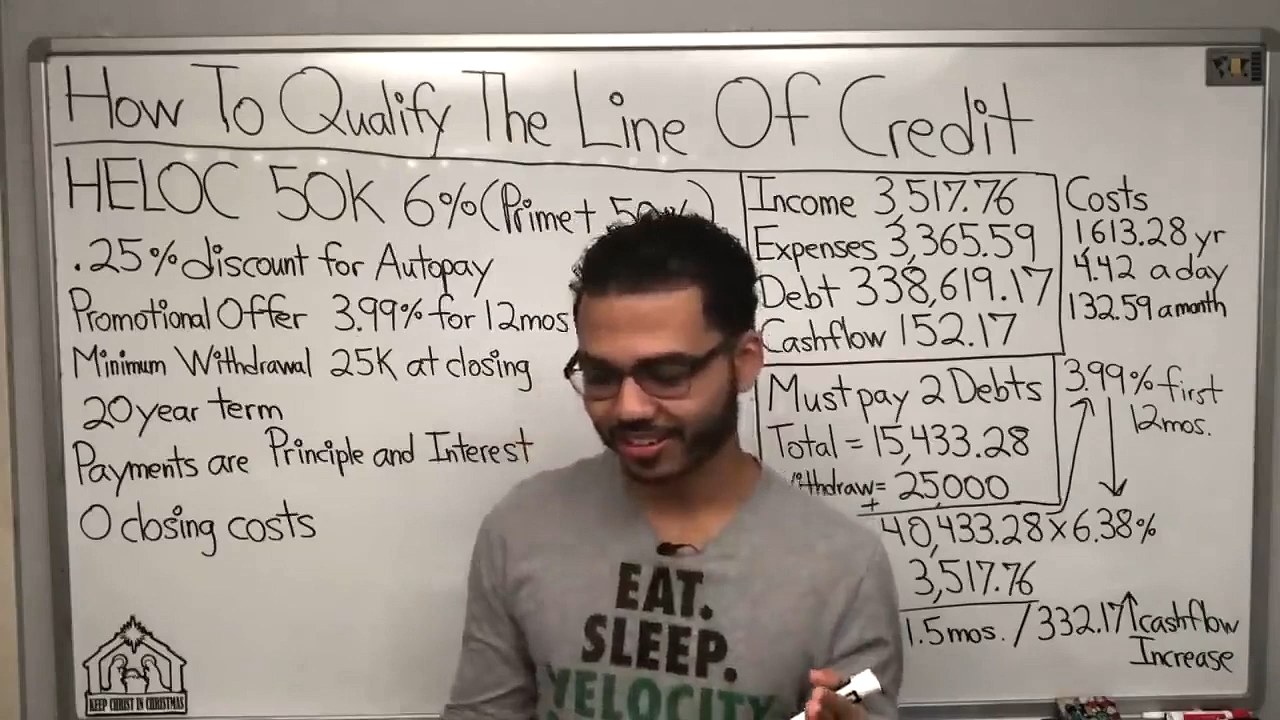 How To Qualify The Line Of Credit
HELOC 50K 6% (Prime +
.25% discount for Autopay
Promotional Offer 3.99% for 12mos
Minimum Withdrawal 25K at closing
20 year term
Payments are Principle and Interest
0 closing costs
KEEP CHRIST IN CHRISTMAS
Income 3,517.76
Expenses 3,365.59
Debt 338,619.17
Cashflow 152.17
Must pay 2 Debts
Total = 15,433.28
ithdraw = 25000
+
40,433.28 x 6.38%
3,517.76
1.5mos. / 332.17 ↑ cashflow
Increase
Costs
1613.28 yr
4.42 a day
132.59 a month
3.99% first
12mos.
EAT.
SLEEP.
VELOCITY